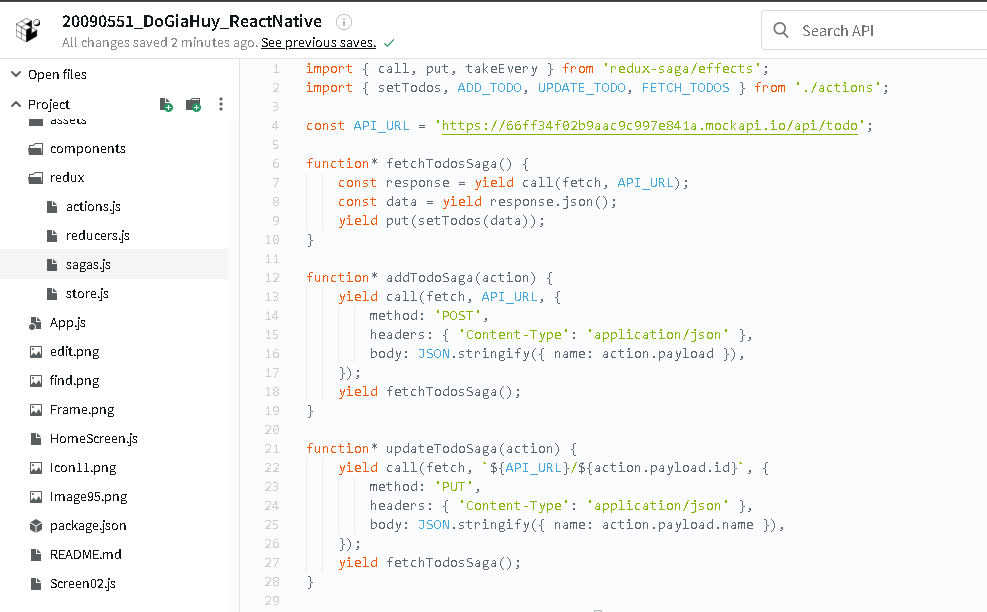 20090551_DoGiaHuy_ReactNative
All changes saved 2 minutes ago. See previous saves.
Search API
Open files
Project
assets
components
redux
actions.js
reducers.js
sagas.js
store.js
App.js
edit.png
find.png
Frame.png
HomeScreen.js
Icon11.png
Image95.png
package.json
README.md
Screen02.js
1 import { call, put, takeEvery } from 'redux-saga/effects';
2 import { setTodos, ADD_TODO, UPDATE_TODO, FETCH_TODOS } from './actions';
3
4 const API_URL = 'https://66ff34f02b9aac9c997e841a.mockapi.io/api/todo';
5
6 function* fetchTodosSaga() {
7 const response = yield call(fetch, API_URL);
8 const data = yield response.json();
9 yield put(setTodos(data));
10 }
11
12 function* addTodoSaga(action) {
13 yield call(fetch, API_URL, {
14 method: 'POST',
15 headers: { 'Content-Type': 'application/json' },
16 body: JSON.stringify({ name: action.payload }),
17 });
18 yield fetchTodosSaga();
19 }
20
21 function* updateTodoSaga(action) {
22 yield call(fetch, `${API_URL}/${action.payload.id}`, {
23 method: 'PUT',
24 headers: { 'Content-Type': 'application/json' },
25 body: JSON.stringify({ name: action.payload.name }),
26 });
27 yield fetchTodosSaga();
28 }
29